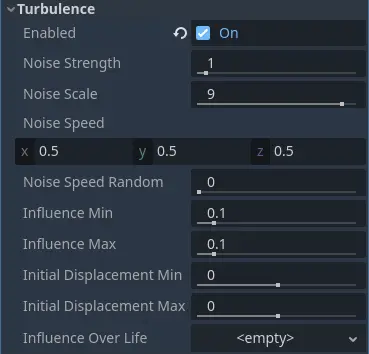 Turbulence
Enabled On
Noise Strength 1
Noise Scale 9
Noise Speed
x 0.5 y 0.5 z 0.5
Noise Speed Random 0
Influence Min 0.1
Influence Max 0.1
Initial Displacement Min 0
Initial Displacement Max 0
Influence Over Life <empty>